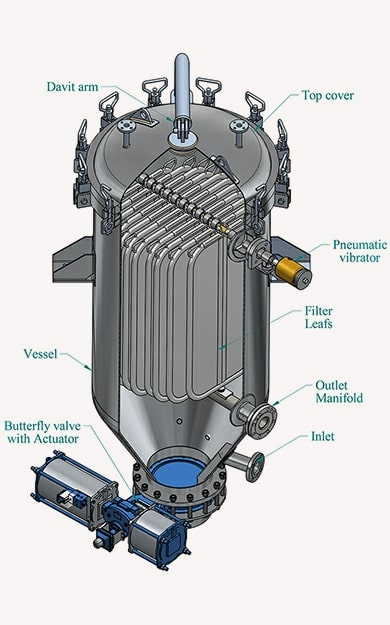 Davit arm
Top cover
Pneumatic
vibrator
Filter
Leafs
Vessel
Outlet
Manifold
Butterfly valve
with Actuator
Inlet